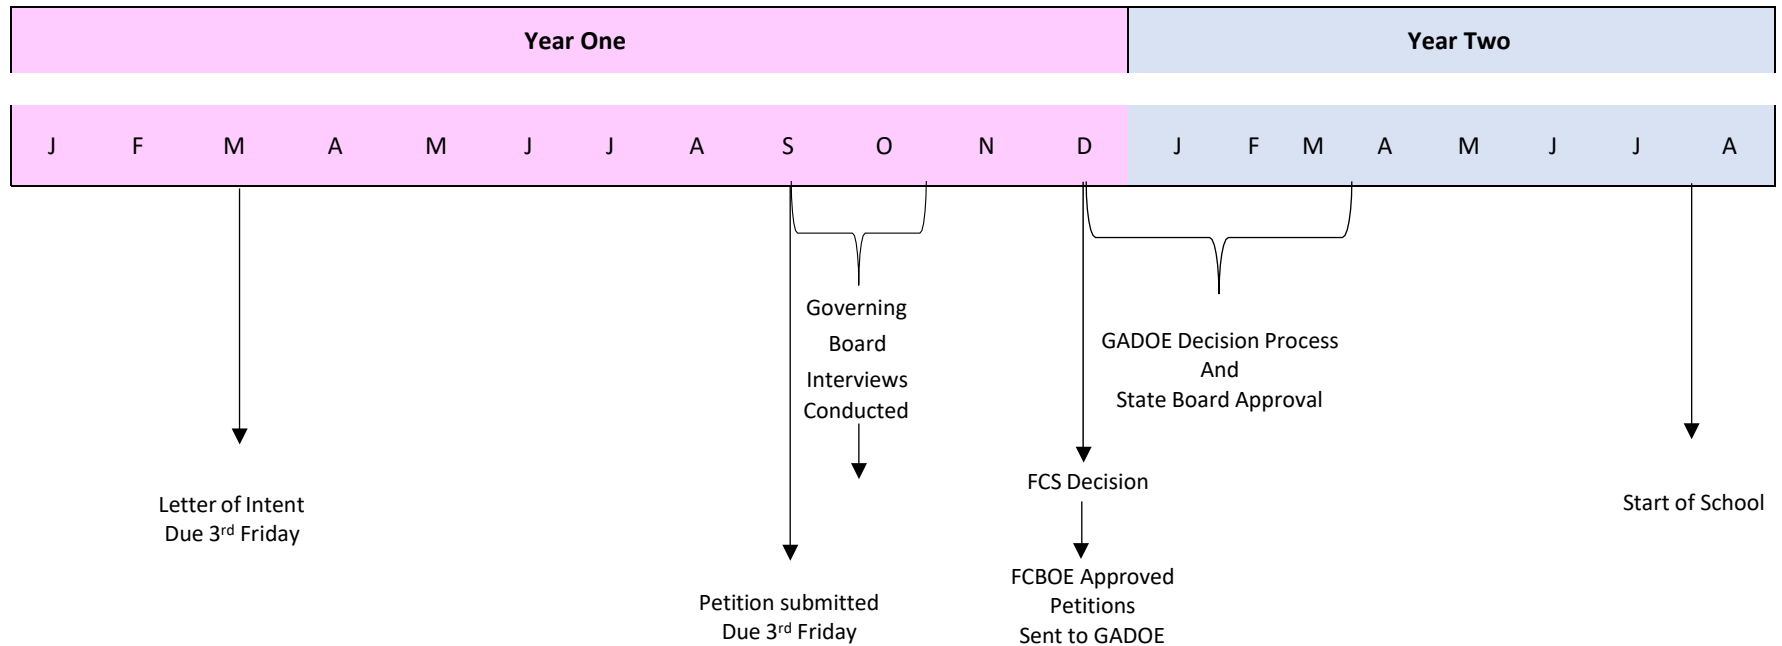 Year One
Year Two
J F M A M J J A S O N D J F M A M J J A
Governing
Board
Interviews
Conducted
GADOE Decision Process
And
State Board Approval
FCS Decision
Letter of Intent
Due 3rd Friday
Start of School
FCBOE Approved
Petitions
Sent to GADOE
Petition submitted
Due 3rd Friday